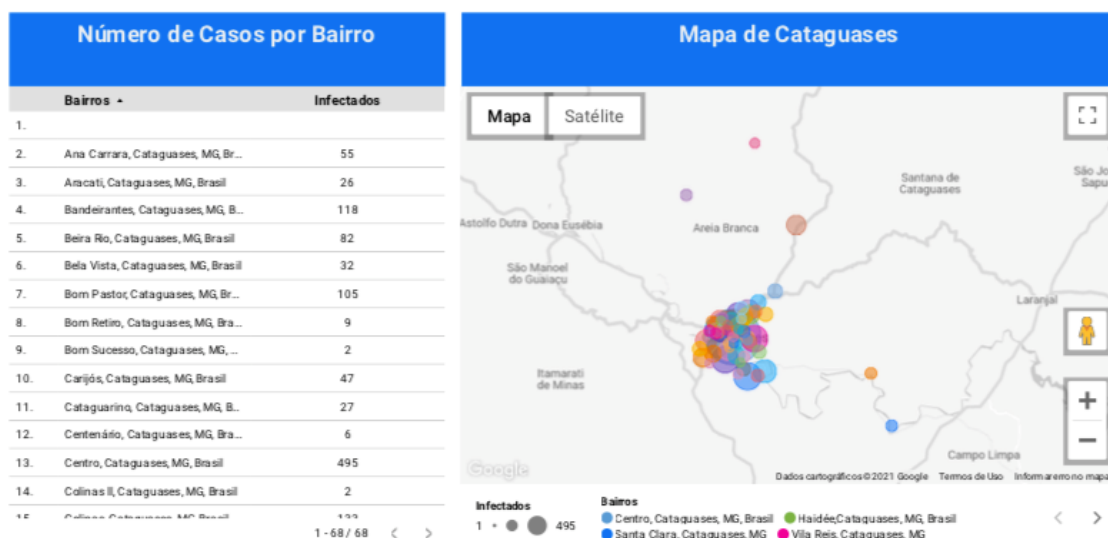 Número de Casos por Bairro
Bairros
Infectados
1.
2. Ana Carrara, Cataguases, MG, Br... 55
3. Aracati, Cataguases, MG, Brasil 26
4. Bandeirantes, Cataguases, MG, B... 118
5. Beira Rio, Cataguases, MG, Brasil 82
6. Bela Vista, Cataguases, MG, Brasil 32
7. Bom Pastor, Cataguases, MG, Br... 105
8. Bom Retiro, Cataguases, MG, Bra... 9
9. Bom Sucesso, Cataguases, MG, ... 2
10. Carijós, Cataguases, MG, Brasil 47
11. Cataguarino, Cataguases, MG, B... 27
12. Centenário, Cataguases, MG, Bra... 6
13. Centro, Cataguases, MG, Brasil 495
14. Colinas II, Cataguases, MG, Brasil 2
1 - 68 / 68
Mapa de Cataguases
Mapa
Satélite
Santana de
Cataguases
São Jo
Sapu
Astolfo Dutra
Dona Eusébia
Areia Branca
São Manoel
do Guaiaçu
Laranjal
Itamarati
de Minas
Campo Limpa
Google
Dados cartográficos ©2021 Google
Termos de Uso
Informar erro no mapa
Infectados
1
495
Bairros
Centro, Cataguases, MG, Brasil
Haidée,Cataguases, MG, Brasil
Santa Clara, Cataguases, MG
Vila Reis, Cataguases, MG